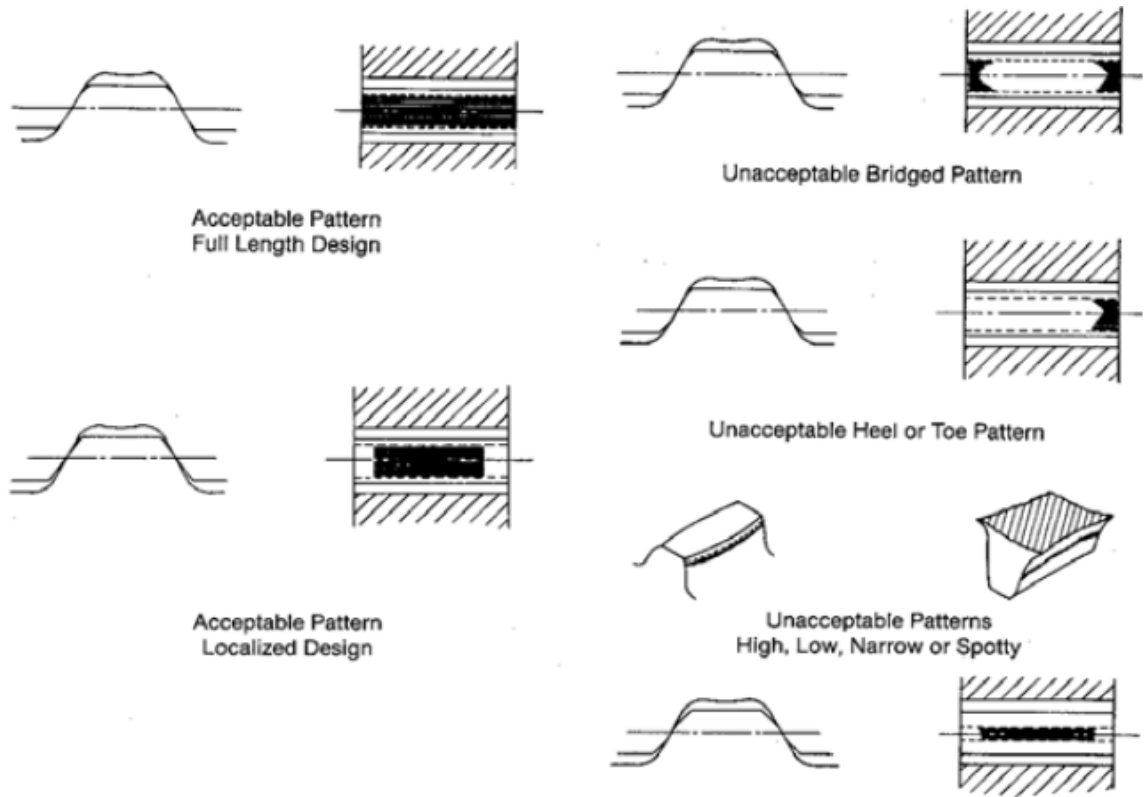 Acceptable Pattern
Full Length Design
Acceptable Pattern
Localized Design
Unacceptable Bridged Pattern
Unacceptable Heel or Toe Pattern
Unacceptable Patterns
High, Low, Narrow or Spotty